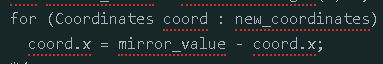 for (Coordinates coord : new_coordinates)
coord.x = mirror_value - coord.x;